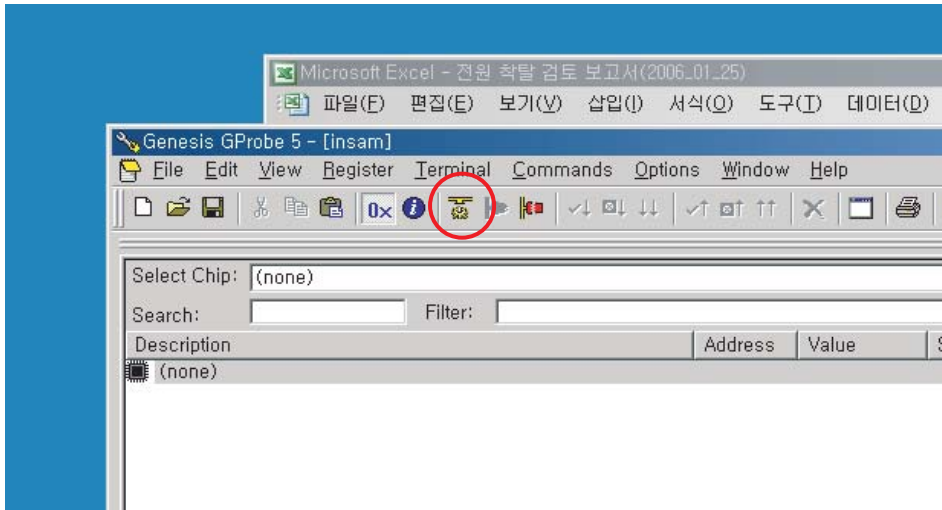 Microsoft Excel - 전원 착탈 검토 보고서(2006_01_25)
파일(F) 편집(E) 보기(V) 삽입(I) 서식(O) 도구(T) 데이터(D)
Genesis GProbe 5 - [insam]
File Edit View Register Terminal Commands Options Window Help
0x
Select Chip: (none)
Search: Filter:
Description Address Value S
(none)